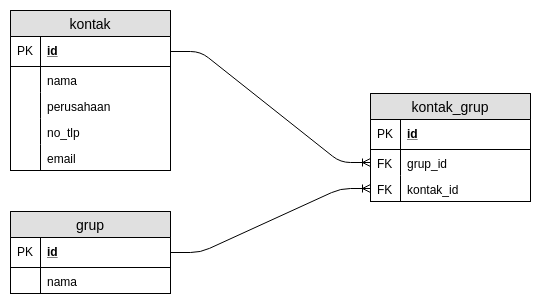 kontak
PK id
nama
perusahaan
no_tlp
email
kontak_grup
PK id
FK grup_id
FK kontak_id
grup
PK id
nama